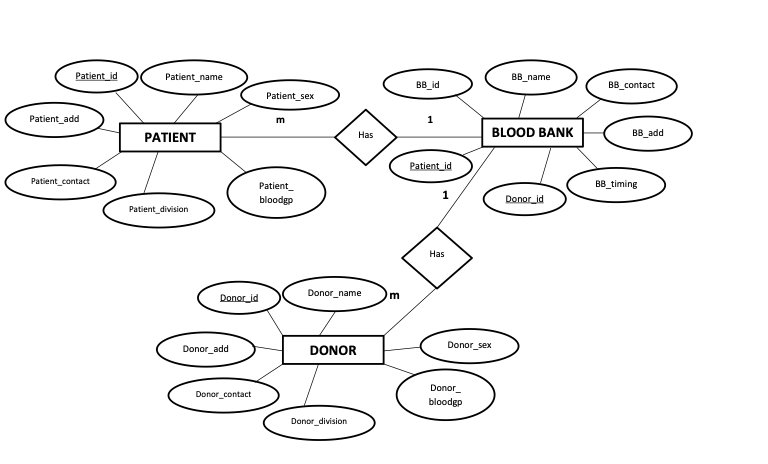 Patient_id
Patient_name
Patient_sex
Patient_add
m
PATIENT
Patient_contact
Patient_division
Patient_
bloodgp
Has
1
BB_id
BB_name
BB_contact
BLOOD BANK
BB_add
Patient_id
Donor_id
BB_timing
1
Has
m
Donor_id
Donor_name
Donor_add
DONOR
Donor_sex
Donor_contact
Donor_
bloodgp
Donor_division